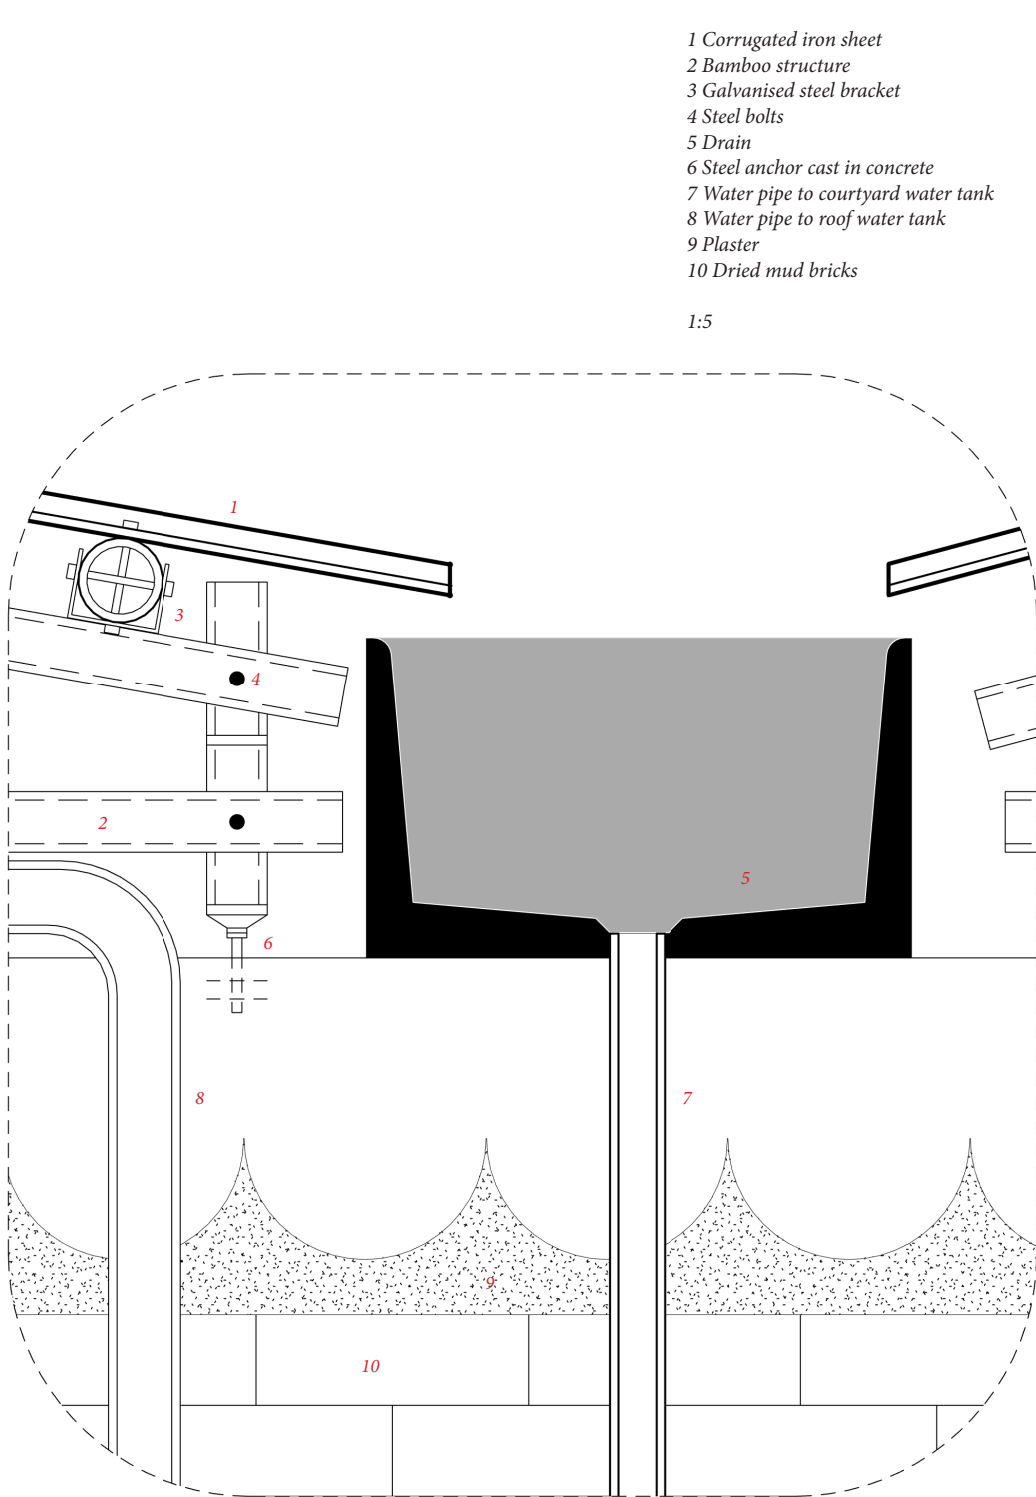 1 Corrugated iron sheet
2 Bamboo structure
3 Galvanised steel bracket
4 Steel bolts
5 Drain
6 Steel anchor cast in concrete
7 Water pipe to courtyard water tank
8 Water pipe to roof water tank
9 Plaster
10 Dried mud bricks
1:5
1
3
4
2
5
6
8
7
9
10